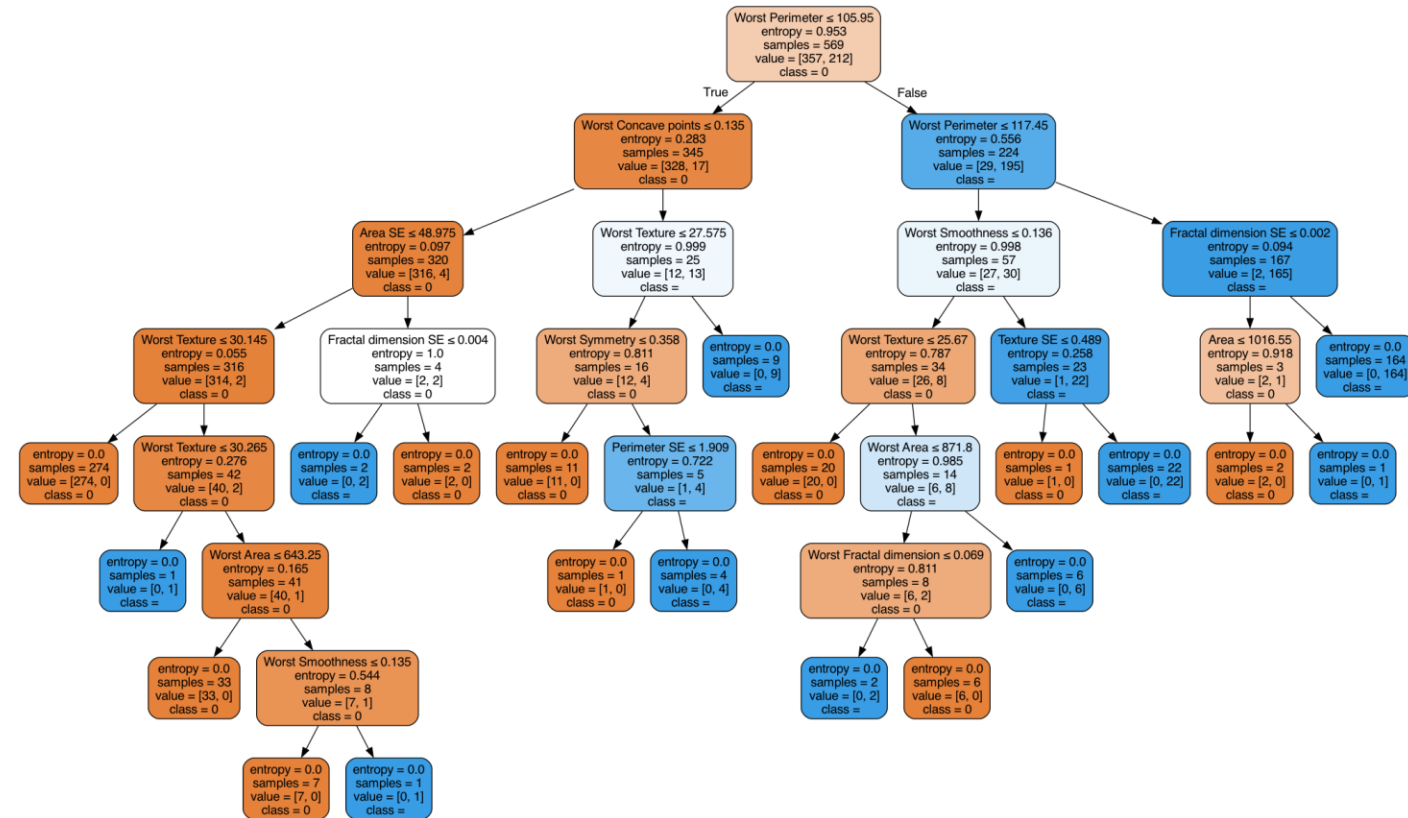 Worst Perimeter ≤ 105.95
entropy = 0.953
samples = 569
value = [357, 212]
class = 0
True
False
Worst Concave points ≤ 0.135
entropy = 0.283
samples = 345
value = [328, 17]
class = 0
Worst Perimeter ≤ 117.45
entropy = 0.556
samples = 224
value = [29, 195]
class =
Area SE ≤ 48.975
entropy = 0.097
samples = 320
value = [316, 4]
class = 0
Worst Texture ≤ 27.575
entropy = 0.999
samples = 25
value = [12, 13]
class =
Worst Smoothness ≤ 0.136
entropy = 0.998
samples = 57
value = [27, 30]
class =
Fractal dimension SE ≤ 0.002
entropy = 0.094
samples = 167
value = [2, 165]
class =
Worst Texture ≤ 30.145
entropy = 0.055
samples = 316
value = [314, 2]
class = 0
Fractal dimension SE ≤ 0.004
entropy = 1.0
samples = 4
value = [2, 2]
class = 0
Worst Symmetry ≤ 0.358
entropy = 0.811
samples = 16
value = [12, 4]
class = 0
entropy = 0.0
samples = 9
value = [0, 9]
class =
Worst Texture ≤ 25.67
entropy = 0.787
samples = 34
value = [26, 8]
class = 0
Texture SE ≤ 0.489
entropy = 0.258
samples = 23
value = [1, 22]
class =
Area ≤ 1016.55
entropy = 0.918
samples = 3
value = [2, 1]
class = 0
entropy = 0.0
samples = 164
value = [0, 164]
class =
entropy = 0.0
samples = 274
value = [274, 0]
class = 0
Worst Texture ≤ 30.265
entropy = 0.276
samples = 42
value = [40, 2]
class = 0
entropy = 0.0
samples = 2
value = [0, 2]
class =
entropy = 0.0
samples = 2
value = [2, 0]
class = 0
entropy = 0.0
samples = 11
value = [11, 0]
class = 0
Perimeter SE ≤ 1.909
entropy = 0.722
samples = 5
value = [1, 4]
class =
entropy = 0.0
samples = 20
value = [20, 0]
class = 0
Worst Area ≤ 871.8
entropy = 0.985
samples = 14
value = [6, 8]
class =
entropy = 0.0
samples = 1
value = [1, 0]
class = 0
entropy = 0.0
samples = 22
value = [0, 22]
class =
entropy = 0.0
samples = 2
value = [2, 0]
class = 0
entropy = 0.0
samples = 1
value = [0, 1]
class =
entropy = 0.0
samples = 1
value = [0, 1]
class =
Worst Area ≤ 643.25
entropy = 0.165
samples = 41
value = [40, 1]
class = 0
entropy = 0.0
samples = 1
value = [1, 0]
class = 0
entropy = 0.0
samples = 4
value = [0, 4]
class =
Worst Fractal dimension ≤ 0.069
entropy = 0.811
samples = 8
value = [6, 2]
class = 0
entropy = 0.0
samples = 6
value = [0, 6]
class =
entropy = 0.0
samples = 33
value = [33, 0]
class = 0
Worst Smoothness ≤ 0.135
entropy = 0.544
samples = 8
value = [7, 1]
class = 0
entropy = 0.0
samples = 2
value = [0, 2]
class =
entropy = 0.0
samples = 6
value = [6, 0]
class = 0
entropy = 0.0
samples = 7
value = [7, 0]
class = 0
entropy = 0.0
samples = 1
value = [0, 1]
class =